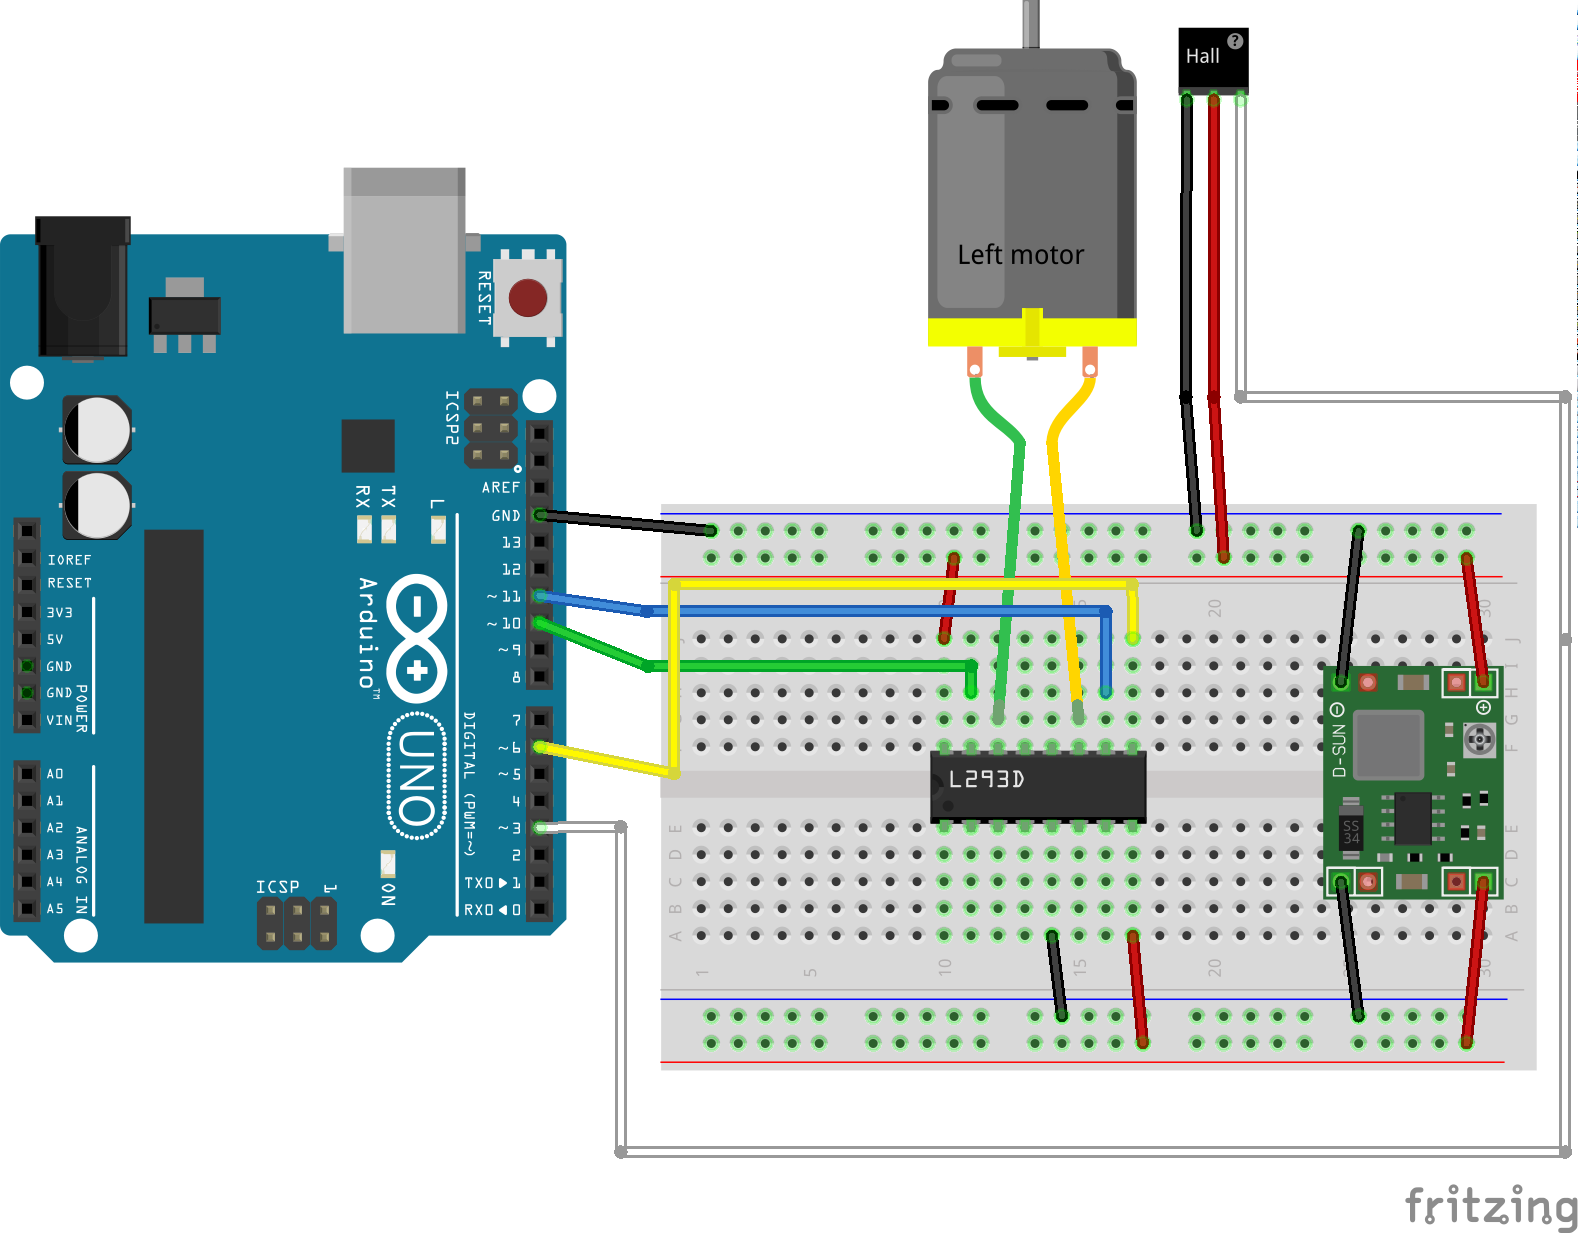 Hall
?
Left motor
RESET
ICSP2
AREF
GND
13
12
~11
~10
~9
8
RX
TX
L
IOREF
RESET
3V3
5V
GND
GND
VIN
POWER
Arduino™
UNO
7
~6
~5
4
~3
2
TX0▶1
RX0◀0
DIGITAL (PWM=~)
A0
A1
A2
A3
A4
A5
ANALOG IN
ICSP
1
ON
20
30
J
J
I
H
H
G
F
L293D
D-SUN
SS
34
E
E
D
D
C
C
B
B
A
A
1
5
10
15
20
30
fritzing